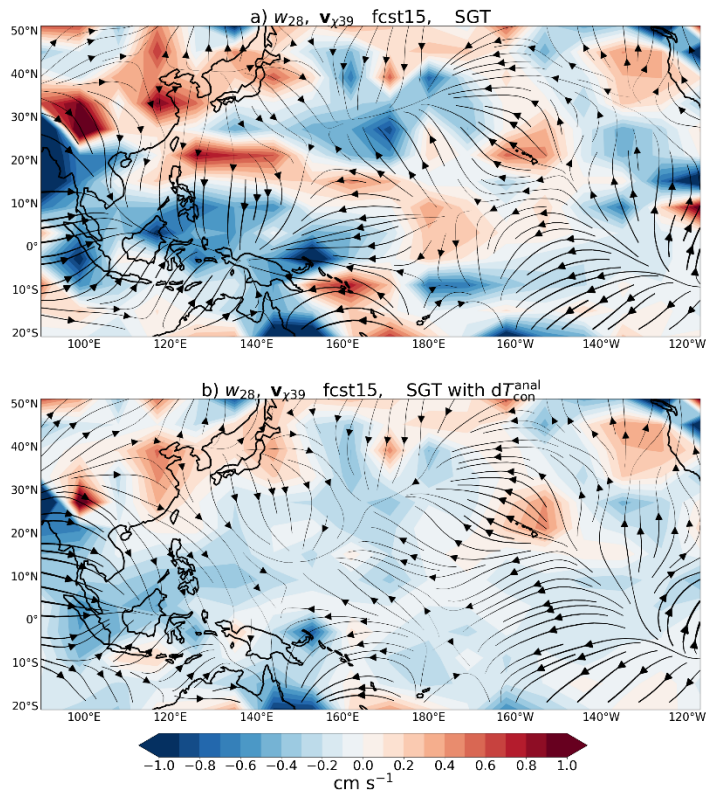 a) w₂₈, v_χ39 fcst15, SGT
50°N
40°N
30°N
20°N
10°N
0°
10°S
20°S
100°E 120°E 140°E 160°E 180° 160°W 140°W 120°W
b) w₂₈, v_χ39 fcst15, SGT with dT_con^anal
50°N
40°N
30°N
20°N
10°N
0°
10°S
20°S
100°E 120°E 140°E 160°E 180° 160°W 140°W 120°W
−1.0 −0.8 −0.6 −0.4 −0.2 0.0 0.2 0.4 0.6 0.8 1.0
cm s⁻¹